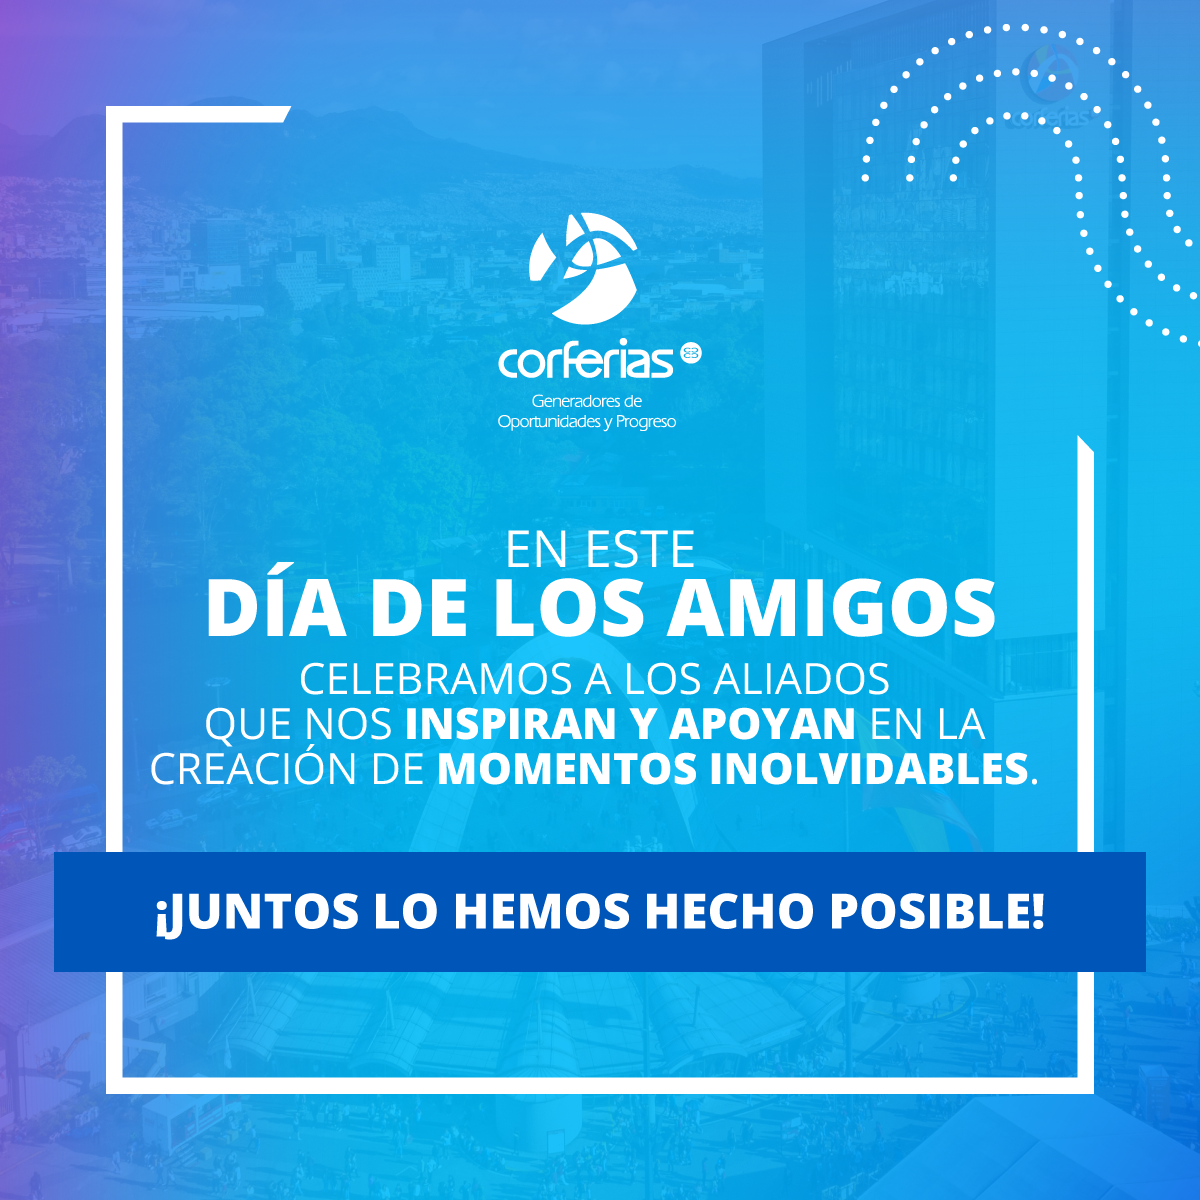 corferias
corferias
Generadores de
Oportunidades y Progreso
EN ESTE
DÍA DE LOS AMIGOS
CELEBRAMOS A LOS ALIADOS
QUE NOS INSPIRAN Y APOYAN EN LA
CREACIÓN DE MOMENTOS INOLVIDABLES.
¡JUNTOS LO HEMOS HECHO POSIBLE!